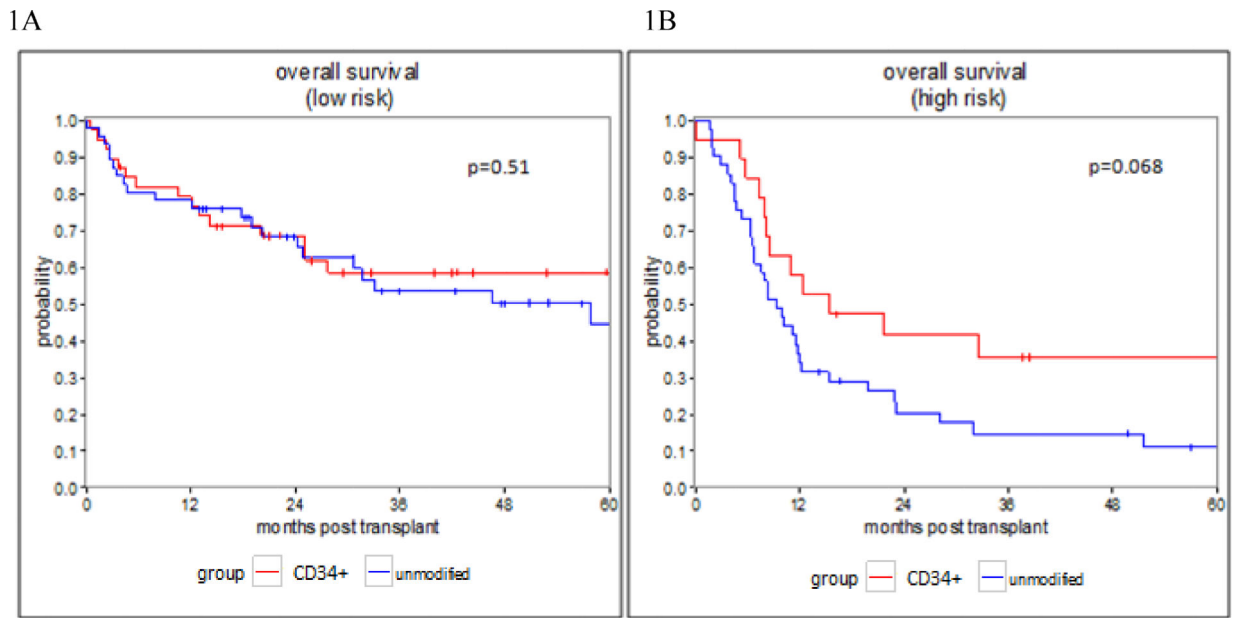 1A
overall survival
(low risk)
p=0.51
1.0
0.9
0.8
0.7
0.6
0.5
0.4
0.3
0.2
0.1
0.0
probability
0 12 24 36 48 60
months post transplant
group CD34+ unmodified
1B
overall survival
(high risk)
p=0.068
1.0
0.9
0.8
0.7
0.6
0.5
0.4
0.3
0.2
0.1
0.0
probability
0 12 24 36 48 60
months post transplant
group CD34+ unmodified